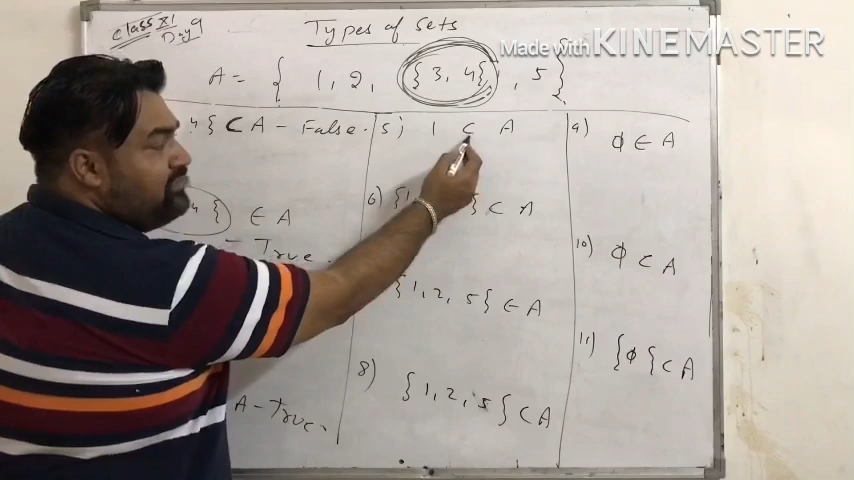 class XI
Day 9
Types of Sets
Made with KINEMASTER
A = { 1, 2, {3, 4}, 5}
4} ⊂ A - False.
4} ∈ A
- True.
A - True.
5) 1 ⊂ A
6) {1, } ⊂ A
{1, 2, 5} ∈ A
8) {1, 2, 5} ⊂ A
9) ϕ ∈ A
10) ϕ ⊂ A
11) {ϕ} ⊂ A